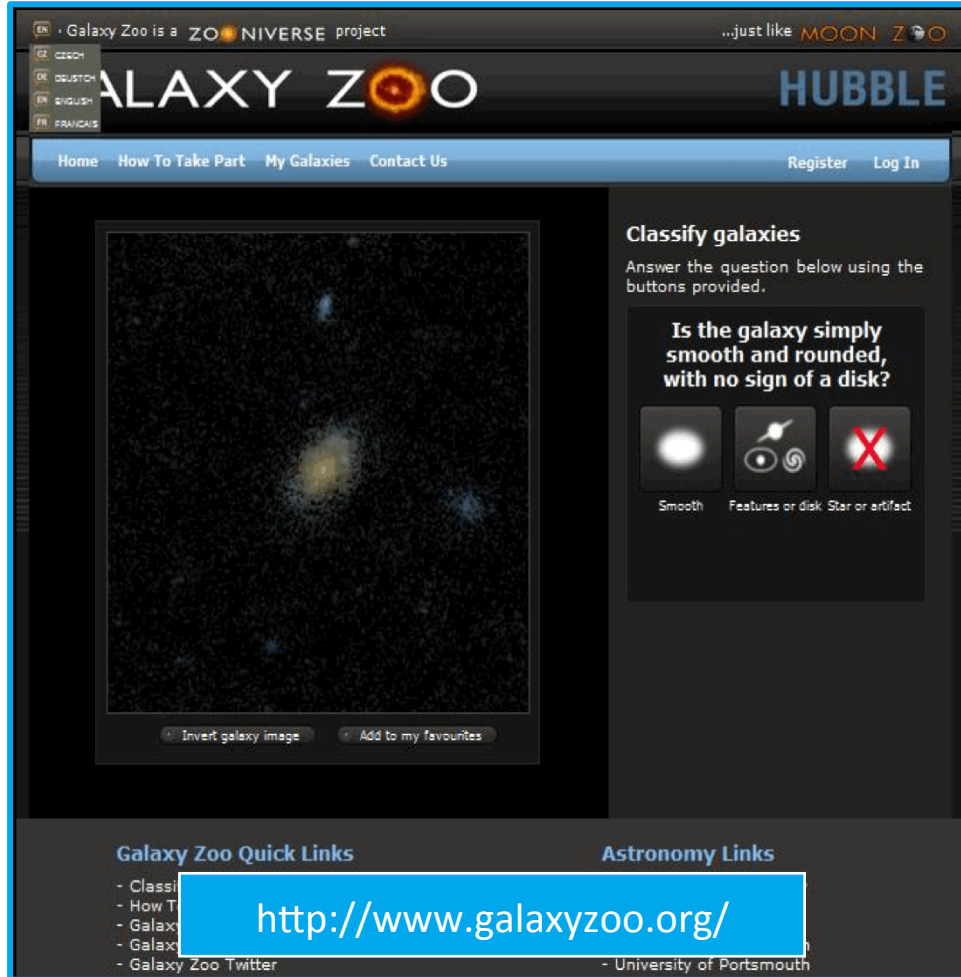 EN · Galaxy Zoo is a ZOONIVERSE project
...just like MOON ZOO
CZ CZECH
DE DEUSTCH
EN ENGLISH
FR FRANCAIS
ALAXY ZOO
HUBBLE
Home How To Take Part My Galaxies Contact Us
Register Log In
Classify galaxies
Answer the question below using the
buttons provided.
Is the galaxy simply
smooth and rounded,
with no sign of a disk?
Smooth Features or disk Star or artifact
Invert galaxy image Add to my favourites
Galaxy Zoo Quick Links
- Classi
- How T
- Galaxy
- Galaxy
- Galaxy Zoo Twitter
Astronomy Links
- University of Portsmouth
http://www.galaxyzoo.org/